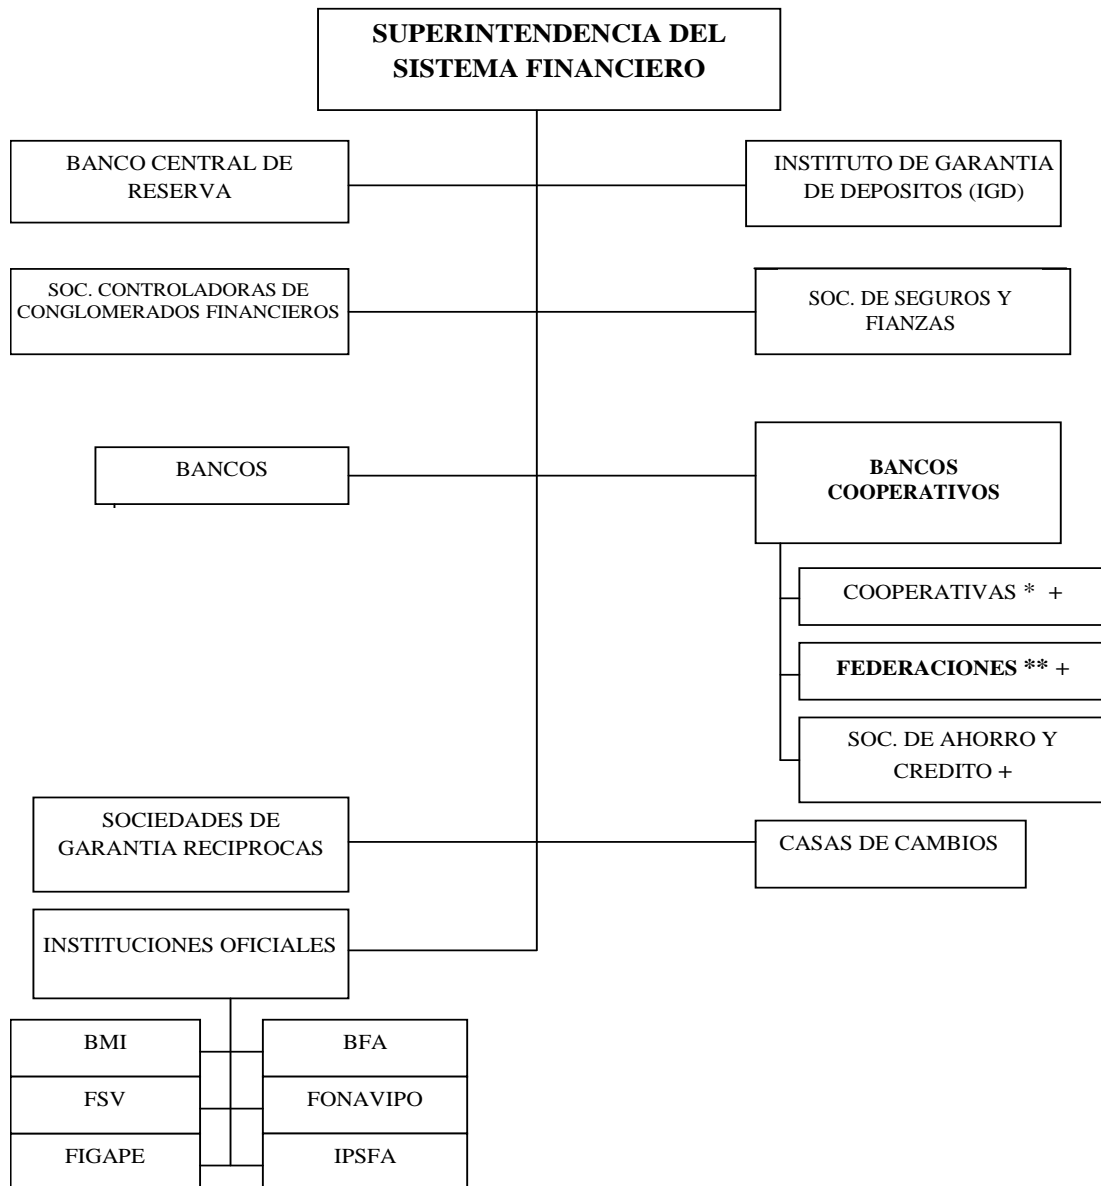 SUPERINTENDENCIA DEL
SISTEMA FINANCIERO
BANCO CENTRAL DE
RESERVA
INSTITUTO DE GARANTIA
DE DEPOSITOS (IGD)
SOC. CONTROLADORAS DE
CONGLOMERADOS FINANCIEROS
SOC. DE SEGUROS Y
FIANZAS
BANCOS
BANCOS
COOPERATIVOS
COOPERATIVAS * +
FEDERACIONES ** +
SOC. DE AHORRO Y
CREDITO +
SOCIEDADES DE
GARANTIA RECIPROCAS
CASAS DE CAMBIOS
INSTITUCIONES OFICIALES
BMI
BFA
FSV
FONAVIPO
FIGAPE
IPSFA